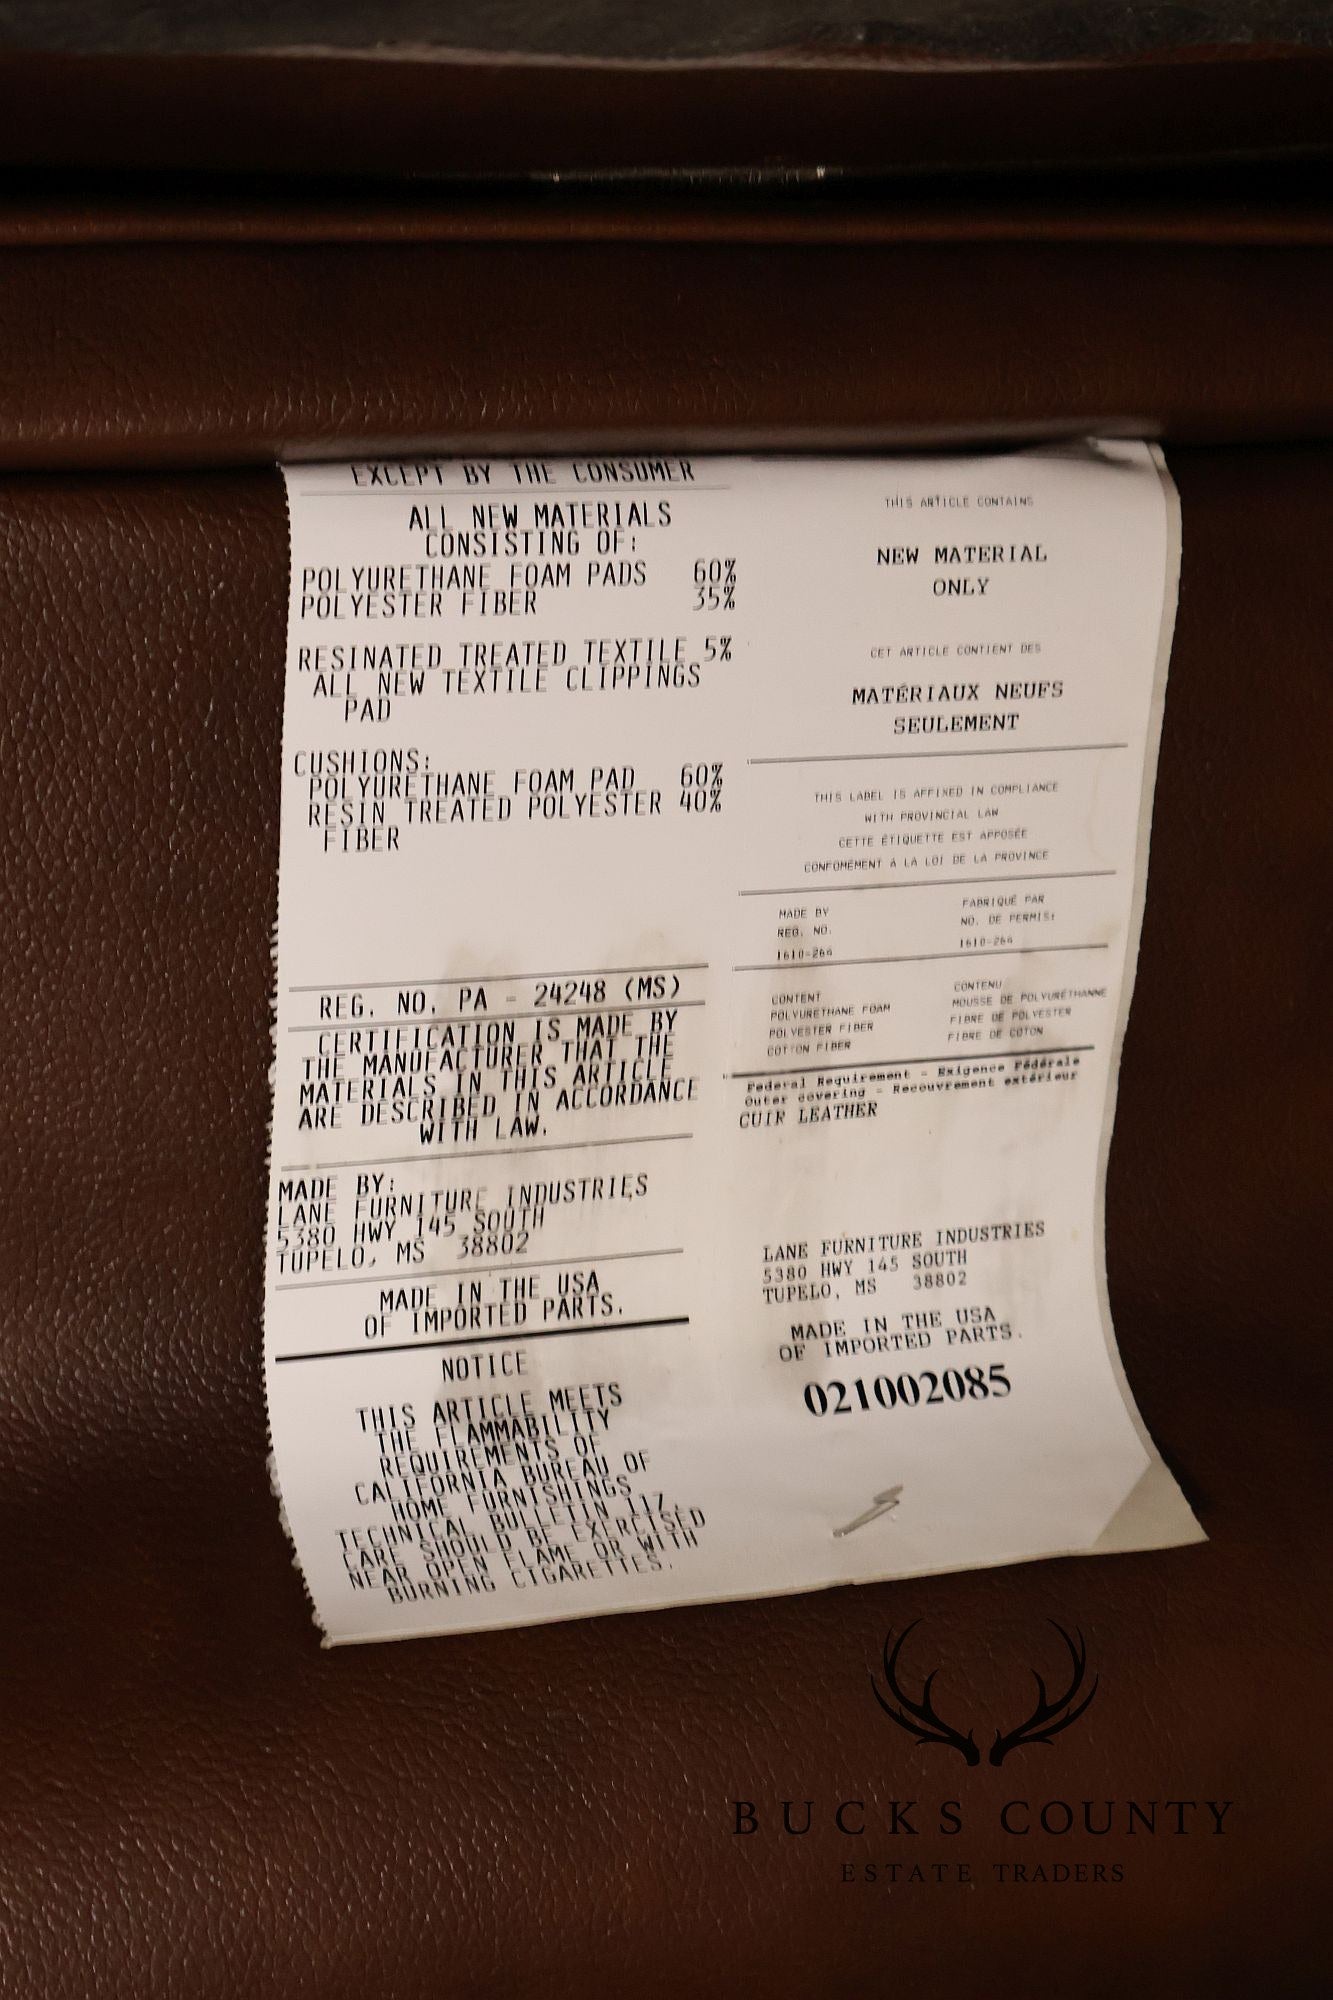 EXCEPT BY THE CONSUMER
ALL NEW MATERIALS
CONSISTING OF:
POLYURETHANE FOAM PADS 60%
POLYESTER FIBER 35%
RESINATED TREATED TEXTILE 5%
ALL NEW TEXTILE CLIPPINGS
PAD
CUSHIONS:
POLYURETHANE FOAM PAD 60%
RESIN TREATED POLYESTER 40%
FIBER
REG. NO. PA - 24248 (MS)
CERTIFICATION IS MADE BY
THE MANUFACTURER THAT THE
MATERIALS IN THIS ARTICLE
ARE DESCRIBED IN ACCORDANCE
WITH LAW.
MADE BY:
LANE FURNITURE INDUSTRIES
5380 HWY 145 SOUTH
TUPELO, MS 38802
MADE IN THE USA
OF IMPORTED PARTS.
NOTICE
THIS ARTICLE MEETS
THE FLAMMABILITY
REQUIREMENTS OF
CALIFORNIA BUREAU OF
HOME FURNISHINGS
TECHNICAL BULLETIN 117.
CARE SHOULD BE EXERCISED
NEAR OPEN FLAME OR WITH
BURNING CIGARETTES.
THIS ARTICLE CONTAINS
NEW MATERIAL
ONLY
CET ARTICLE CONTIENT DES
MATÉRIAUX NEUFS
SEULEMENT
THIS LABEL IS AFFIXED IN COMPLIANCE
WITH PROVINCIAL LAW
CETTE ÉTIQUETTE EST APPOSÉE
CONFOMÉMENT À LA LOI DE LA PROVINCE
MADE BY FABRIQUÉ PAR
REG. NO. NO. DE PERMIS:
1610-264 1610-264
CONTENT CONTENU
POLYURETHANE FOAM MOUSSE DE POLYURÉTHANNE
POLYESTER FIBER FIBRE DE POLYESTER
COTTON FIBER FIBRE DE COTON
Federal Requirement - Exigence Fédérale
Outer covering - Recouvrement extérieur
CUIR LEATHER
LANE FURNITURE INDUSTRIES
5380 HWY 145 SOUTH
TUPELO, MS 38802
MADE IN THE USA
OF IMPORTED PARTS.
021002085
BUCKS COUNTY
ESTATE TRADERS